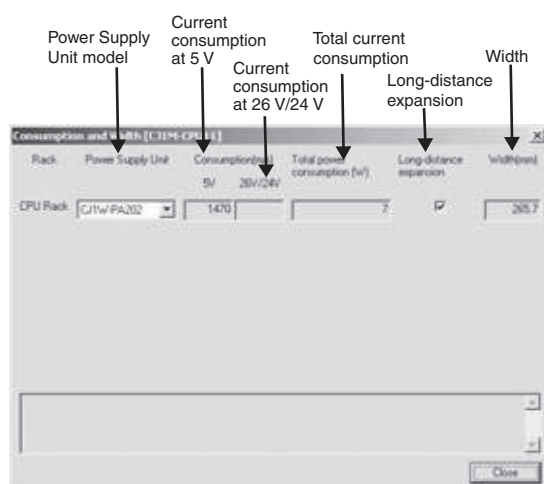 Power Supply
Unit model
Current
consumption
at 5 V
Current
consumption
at 26 V/24 V
Total current
consumption
Long-distance
expansion
Width
Consumption and Width [CJ1M-CPU11]
Rack
Power Supply Unit
Consumption(mA)
5V 26V/24V
Total power
consumption (W)
Long-distance
expansion
Width(mm)
CPU Rack
CJ1W-PA202
1470
7
265.7
Close